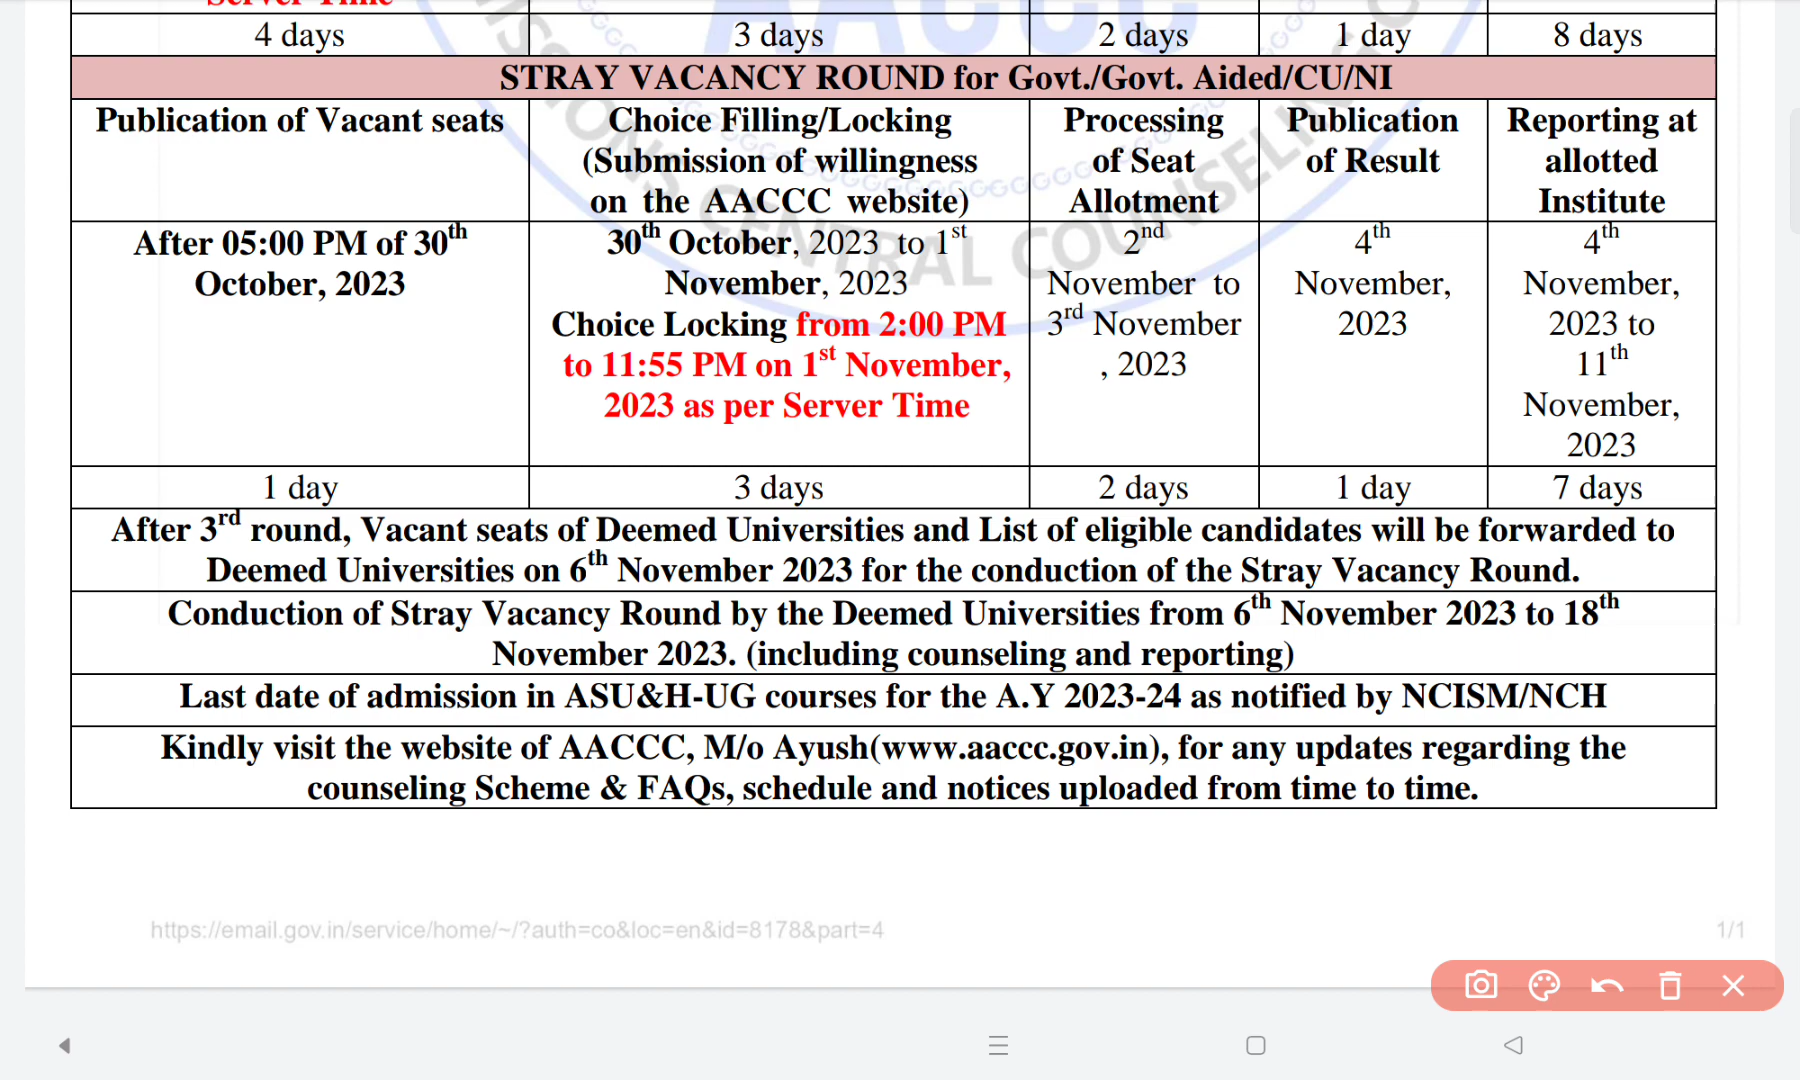 Server Time
4 days 3 days 2 days 1 day 8 days
STRAY VACANCY ROUND for Govt./Govt. Aided/CU/NI
Publication of Vacant seats
Choice Filling/Locking
(Submission of willingness
on the AACCC website)
Processing
of Seat
Allotment
Publication
of Result
Reporting at
allotted
Institute
After 05:00 PM of 30th
October, 2023
30th October, 2023 to 1st
November, 2023
Choice Locking from 2:00 PM
to 11:55 PM on 1st November,
2023 as per Server Time
2nd
November to
3rd November
, 2023
4th
November,
2023
4th
November,
2023 to
11th
November,
2023
1 day 3 days 2 days 1 day 7 days
After 3rd round, Vacant seats of Deemed Universities and List of eligible candidates will be forwarded to
Deemed Universities on 6th November 2023 for the conduction of the Stray Vacancy Round.
Conduction of Stray Vacancy Round by the Deemed Universities from 6th November 2023 to 18th
November 2023. (including counseling and reporting)
Last date of admission in ASU&H-UG courses for the A.Y 2023-24 as notified by NCISM/NCH
Kindly visit the website of AACCC, M/o Ayush(www.aaccc.gov.in), for any updates regarding the
counseling Scheme & FAQs, schedule and notices uploaded from time to time.
https://email.gov.in/service/home/~/?auth=co&loc=en&id=8178&part=4 1/1